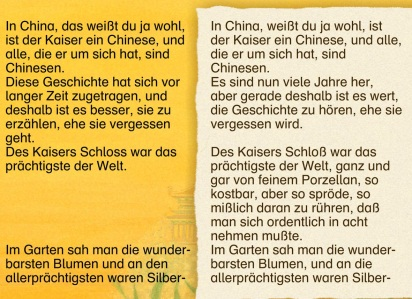 In China, das weißt du ja wohl,
ist der Kaiser ein Chinese, und
alle, die er um sich hat, sind
Chinesen.
Diese Geschichte hat sich vor
langer Zeit zugetragen, und
deshalb ist es besser, sie zu
erzählen, ehe sie vergessen
geht.
Des Kaisers Schloss war das
prächtigste der Welt.
Im Garten sah man die wunder-
barsten Blumen und an den
allerprächtigsten waren Silber-
In China, weißt du ja wohl, ist
der Kaiser ein Chinese, und alle,
die er um sich hat, sind
Chinesen.
Es sind nun viele Jahre her,
aber gerade deshalb ist es wert,
die Geschichte zu hören, ehe sie
vergessen wird.
Des Kaisers Schloß war das
prächtigste der Welt, ganz und
gar von feinem Porzellan, so
kostbar, aber so spröde, so
mißlich daran zu rühren, daß
man sich ordentlich in acht
nehmen mußte.
Im Garten sah man die wunder-
barsten Blumen, und an die
allerprächtigsten waren Silber-